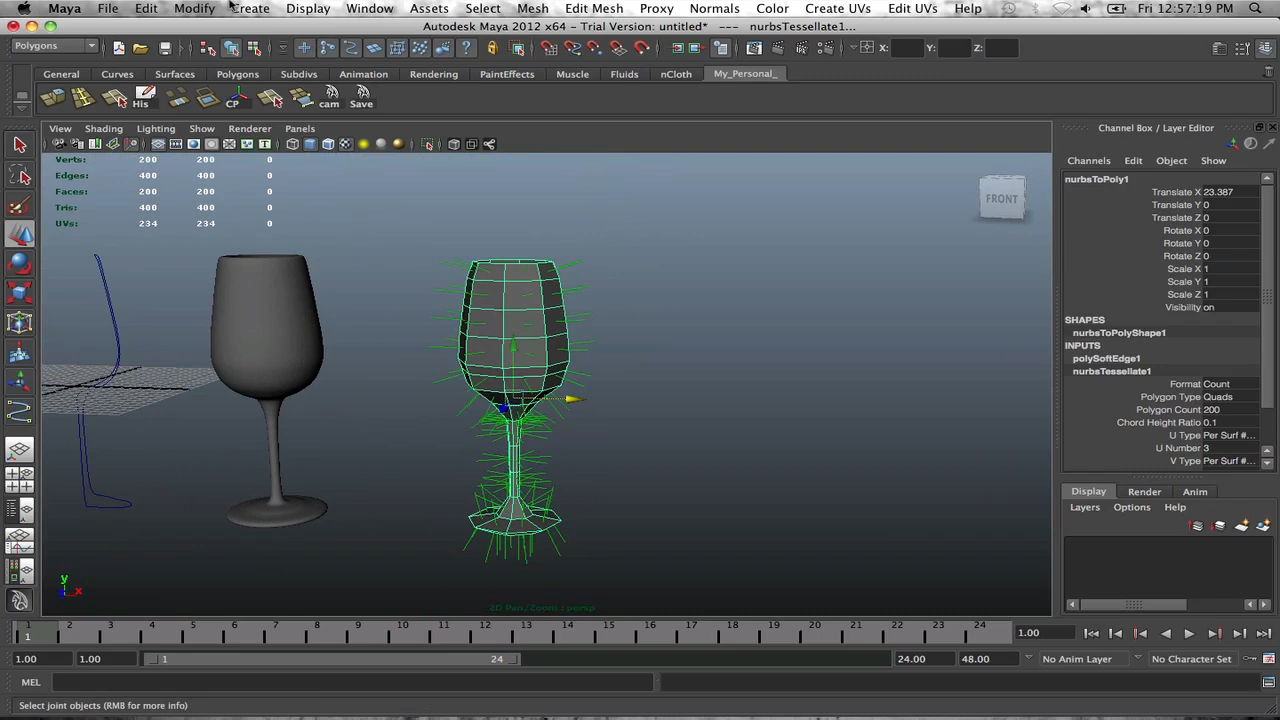 Maya File Edit Modify Create Display Window Assets Select Mesh Edit Mesh Proxy Normals Color Create UVs Edit UVs Help Fri 12:57:19 PM
Autodesk Maya 2012 x64 - Trial Version: untitled* --- nurbsTessellate1...
Polygons X: Y: Z:
General Curves Surfaces Polygons Subdivs Animation Rendering PaintEffects Muscle Fluids nCloth My_Personal_
His CP cam Save
View Shading Lighting Show Renderer Panels
Verts: 200 200 0
Edges: 400 400 0
Faces: 200 200 0
Tris: 400 400 0
UVs: 234 234 0
FRONT
y
x
2D Pan/Zoom : persp
Channel Box / Layer Editor
Channels Edit Object Show
nurbsToPoly1
Translate X 23.387
Translate Y 0
Translate Z 0
Rotate X 0
Rotate Y 0
Rotate Z 0
Scale X 1
Scale Y 1
Scale Z 1
Visibility on
SHAPES
nurbsToPolyShape1
INPUTS
polySoftEdge1
nurbsTessellate1
Format Count
Polygon Type Quads
Polygon Count 200
Chord Height Ratio 0.1
U Type Per Surf #...
U Number 3
V Type Per Surf #...
Display Render Anim
Layers Options Help
1 2 3 4 5 6 7 8 9 10 11 12 13 14 15 16 17 18 19 20 21 22 23 24
1 1.00
1.00 1.00 1 24 24.00 48.00 No Anim Layer No Character Set
MEL
Select joint objects (RMB for more info)